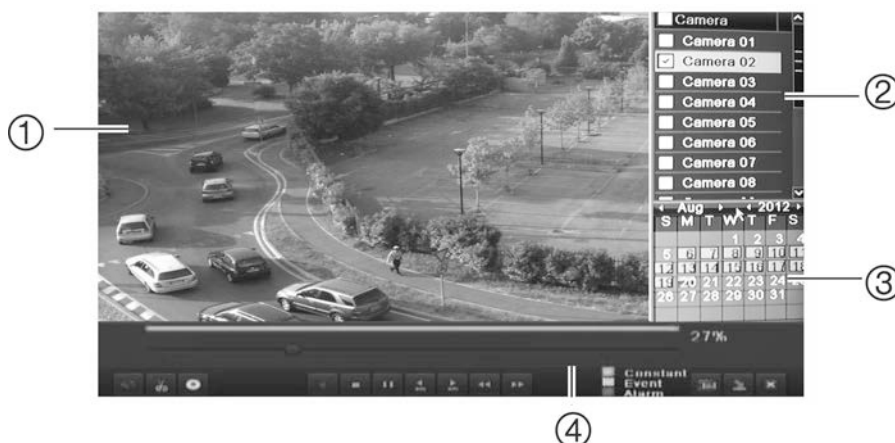 Camera
Camera 01
Camera 02
Camera 03
Camera 04
Camera 05
Camera 06
Camera 07
Camera 08
①
②
Aug 2012
S M T W T F S
1 2 3 4
5 6 7 8 9 10 11
12 13 14 15 16 17 18
19 20 21 22 23 24 25
26 27 28 29 30 31
③
27%
Constant
Event
Alarm
④